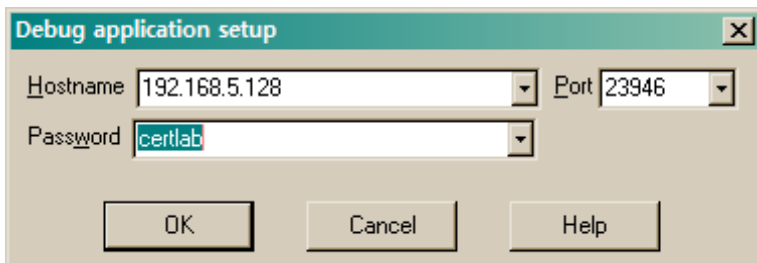 Debug application setup
Hostname 192.168.5.128 Port 23946
Password certlab
OK Cancel Help